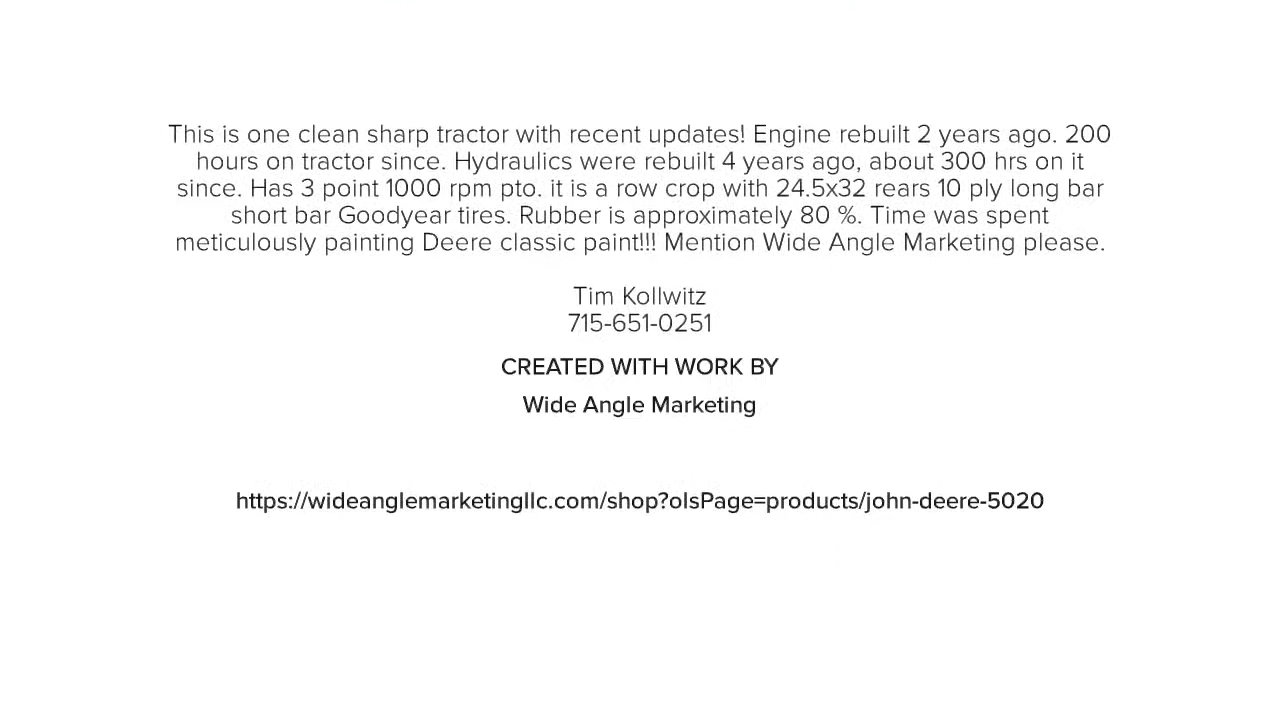 This is one clean sharp tractor with recent updates! Engine rebuilt 2 years ago. 200
hours on tractor since. Hydraulics were rebuilt 4 years ago, about 300 hrs on it
since. Has 3 point 1000 rpm pto. it is a row crop with 24.5x32 rears 10 ply long bar
short bar Goodyear tires. Rubber is approximately 80 %. Time was spent
meticulously painting Deere classic paint!!! Mention Wide Angle Marketing please.
Tim Kollwitz
715-651-0251
CREATED WITH WORK BY
Wide Angle Marketing
https://wideanglemarketingllc.com/shop?olsPage=products/john-deere-5020